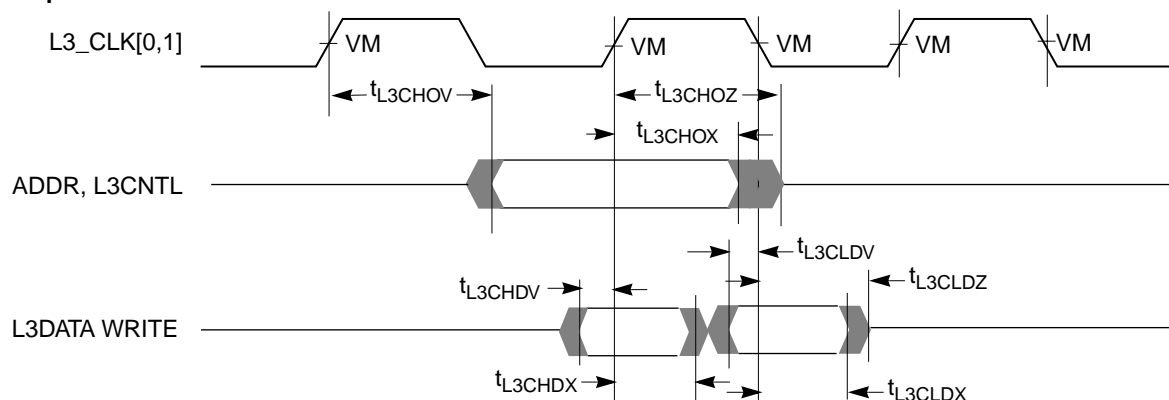 L3_CLK[0,1]
VM
VM
VM
VM
VM
tL3CHOV
tL3CHOZ
tL3CHOX
ADDR, L3CNTL
tL3CLDV
tL3CHDV
tL3CLDZ
L3DATA WRITE
tL3CHDX
tL3CLDX